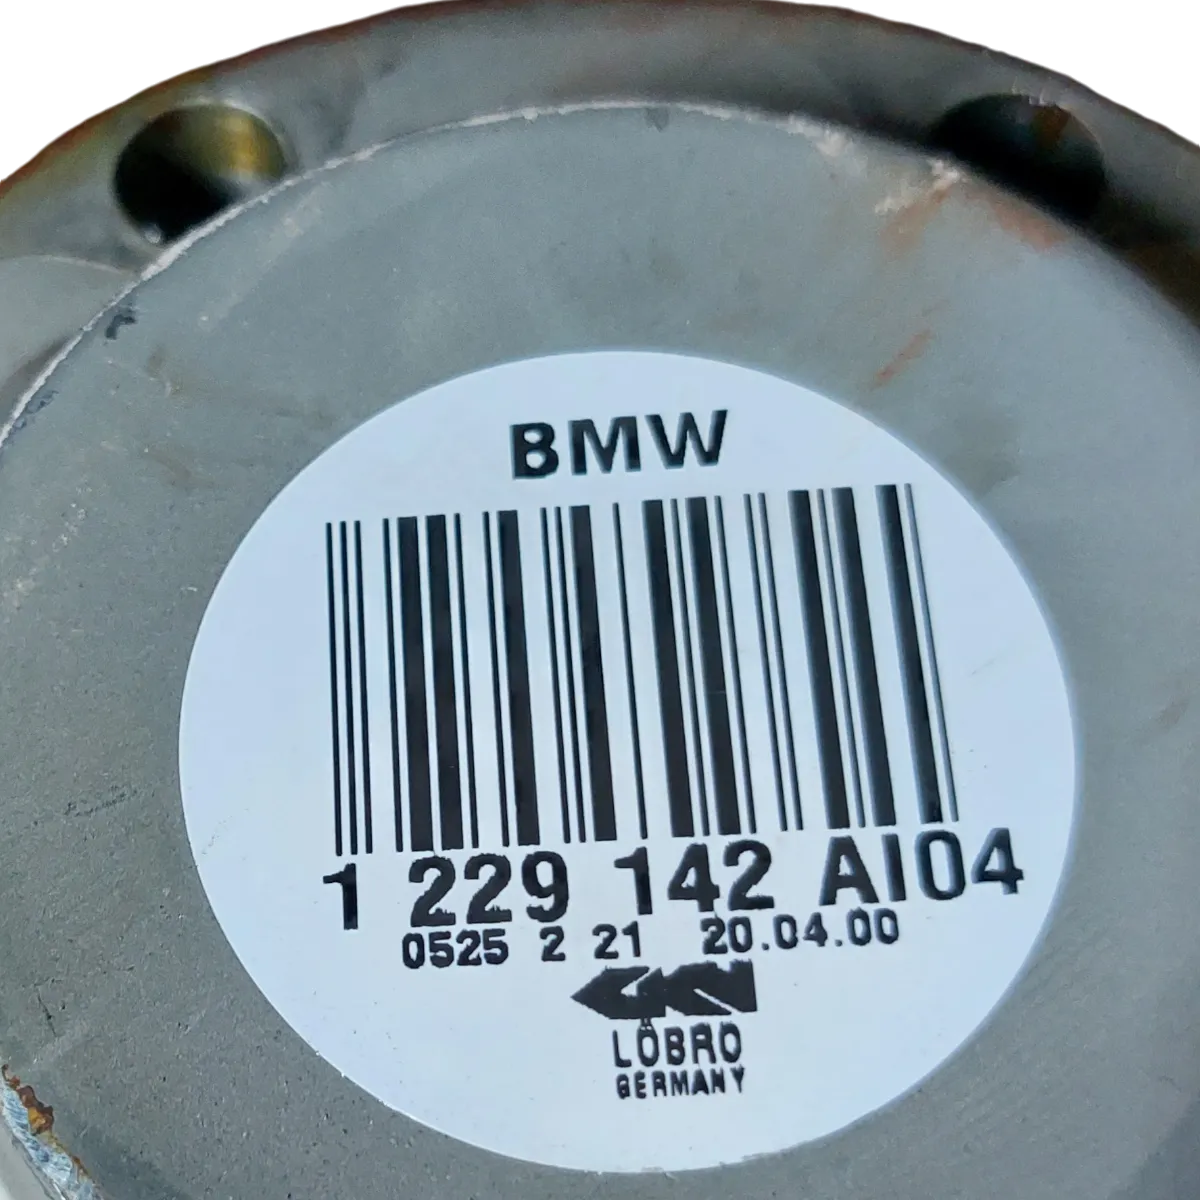 BMW
1 229 142 AI04
0525 2 21 20.04.00
GKN
LÖBRO
GERMANY